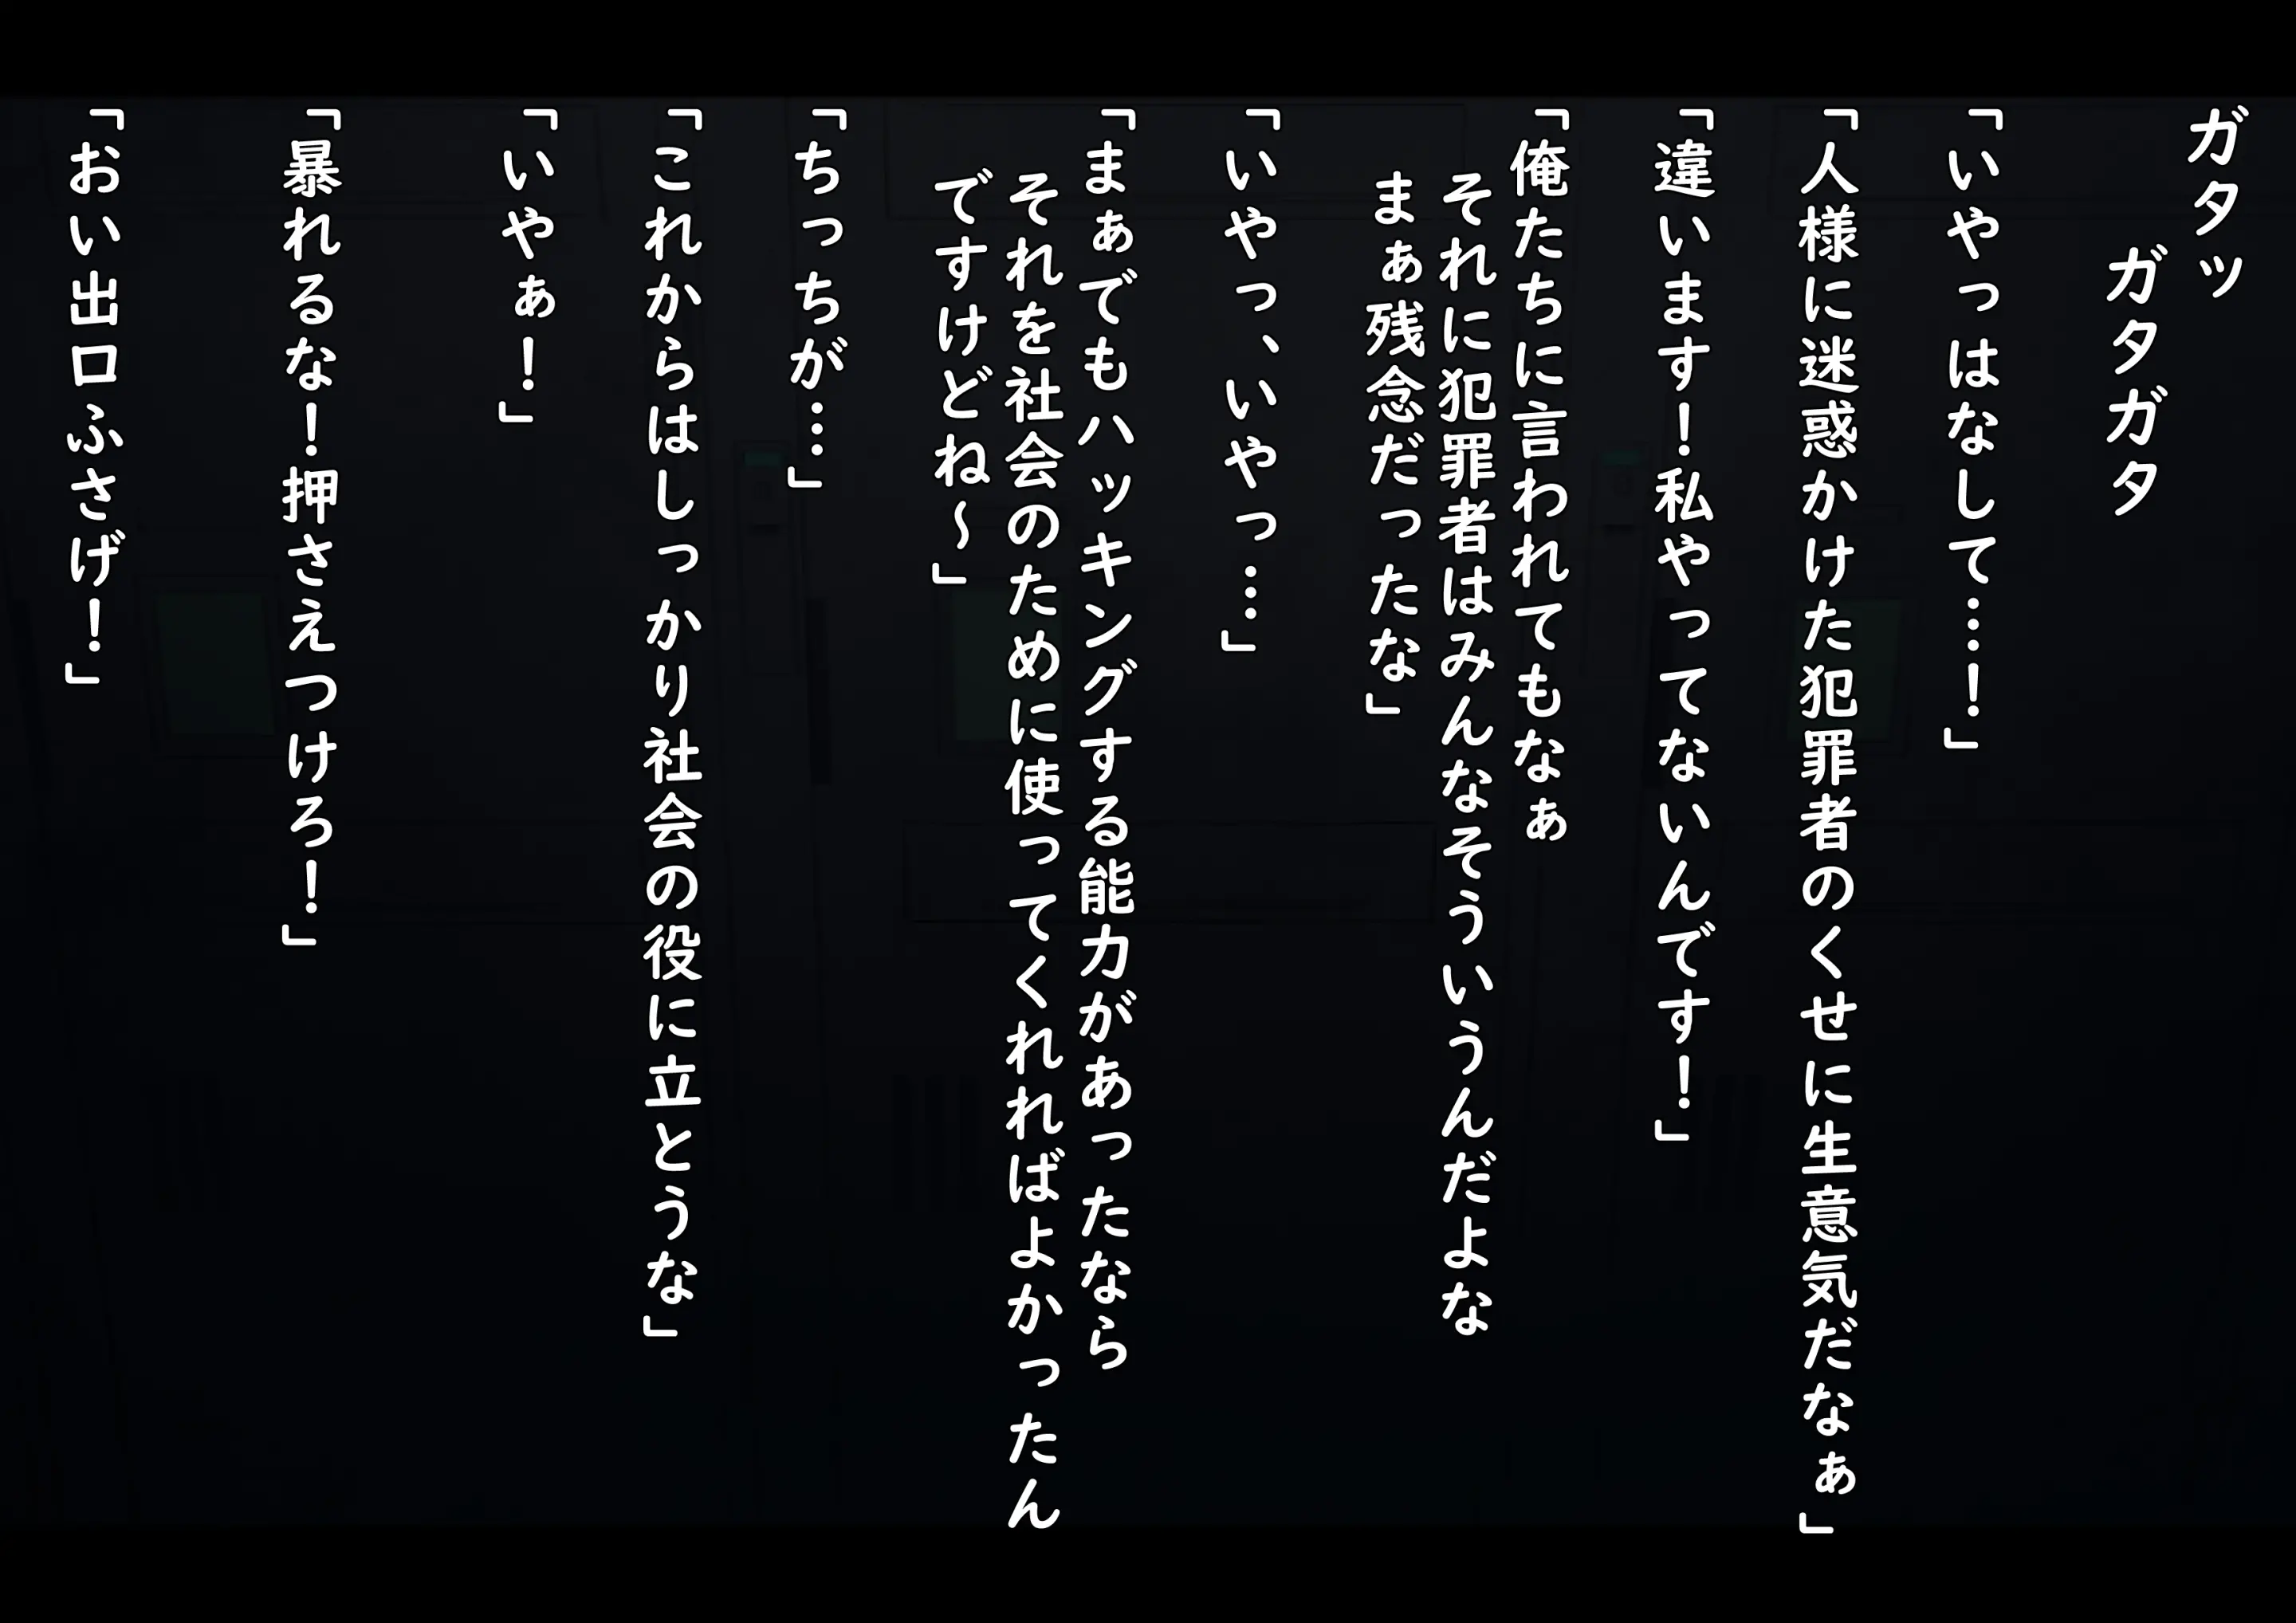 ガタッ
ガタガタ
「いやっはなして…！」
「人様に迷惑かけた犯罪者のくせに生意気だなぁ」
「違います！私やってないんです！」
「俺たちに言われてもなぁ
それに犯罪者はみんなそういうんだよな
まぁ残念だったな」
「いやっ、いやっ…」
「まぁでもハッキングする能力があったなら
それを社会のために使ってくれればよかったん
ですけどね～」
「ちっちが…」
「これからはしっかり社会の役に立とうな」
「いやぁ！」
「暴れるな！押さえつけろ！」
「おい出口ふさげ！」